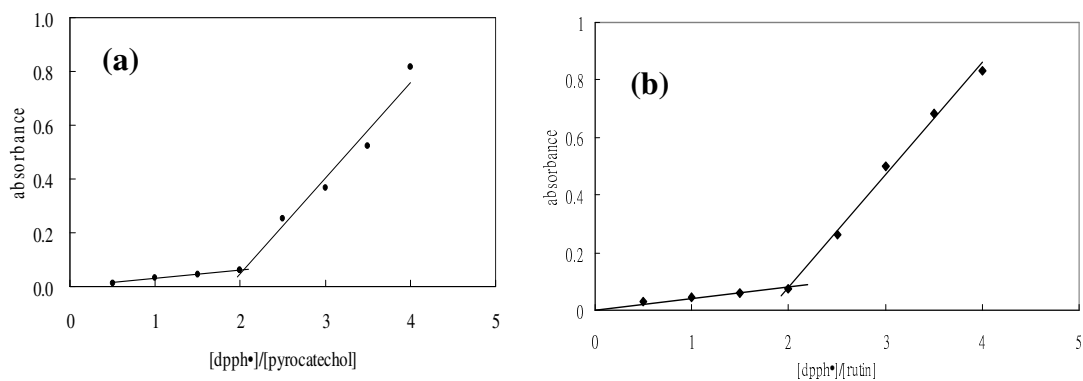 (a)
absorbance
1.0
0.8
0.6
0.4
0.2
0.0
0 1 2 3 4 5
[dpph•]/[pyrocatechol]
(b)
absorbance
1
0.8
0.6
0.4
0.2
0
0 1 2 3 4 5
[dpph•]/[rutin]